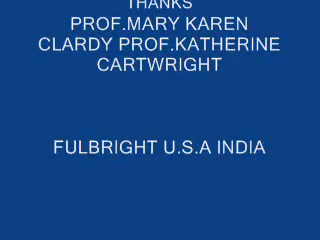 THANKS
PROF.MARY KAREN
CLARDY PROF.KATHERINE
CARTWRIGHT
FULBRIGHT U.S.A INDIA